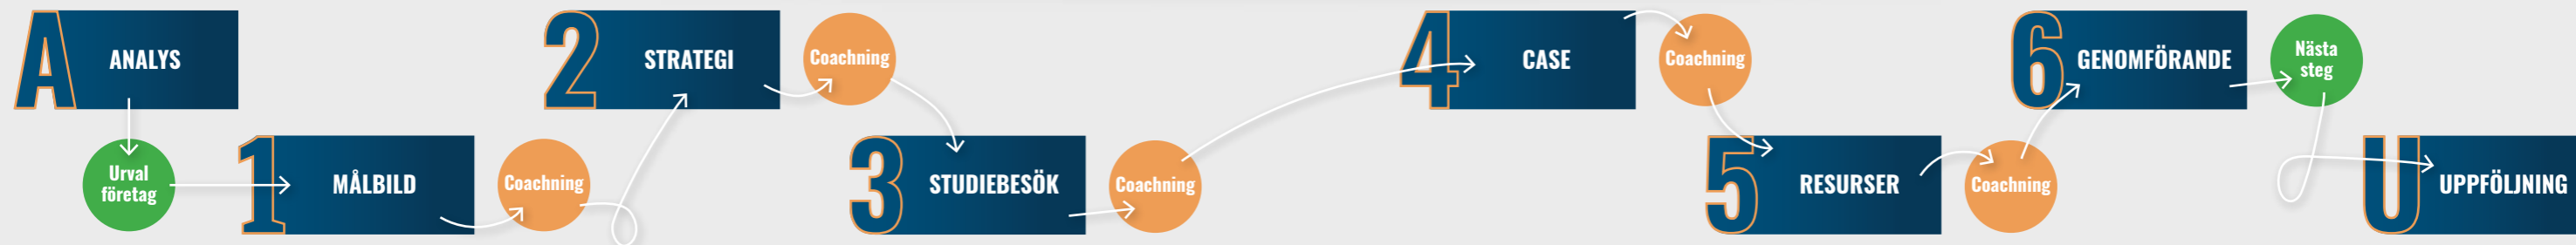 A ANALYS
Urval
företag
1 MÅLBILD
Coachning
2 STRATEGI
Coachning
3 STUDIEBESÖK
Coachning
4 CASE
Coachning
5 RESURSER
Coachning
6 GENOMFÖRANDE
Nästa
steg
U UPPFÖLJNING